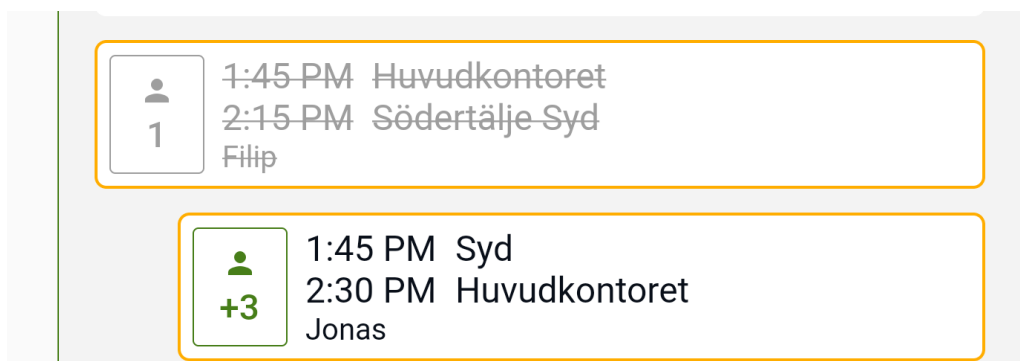 1:45 PM Huvudkontoret
2:15 PM Södertälje Syd
1
Filip
1:45 PM Syd
2:30 PM Huvudkontoret
+3
Jonas